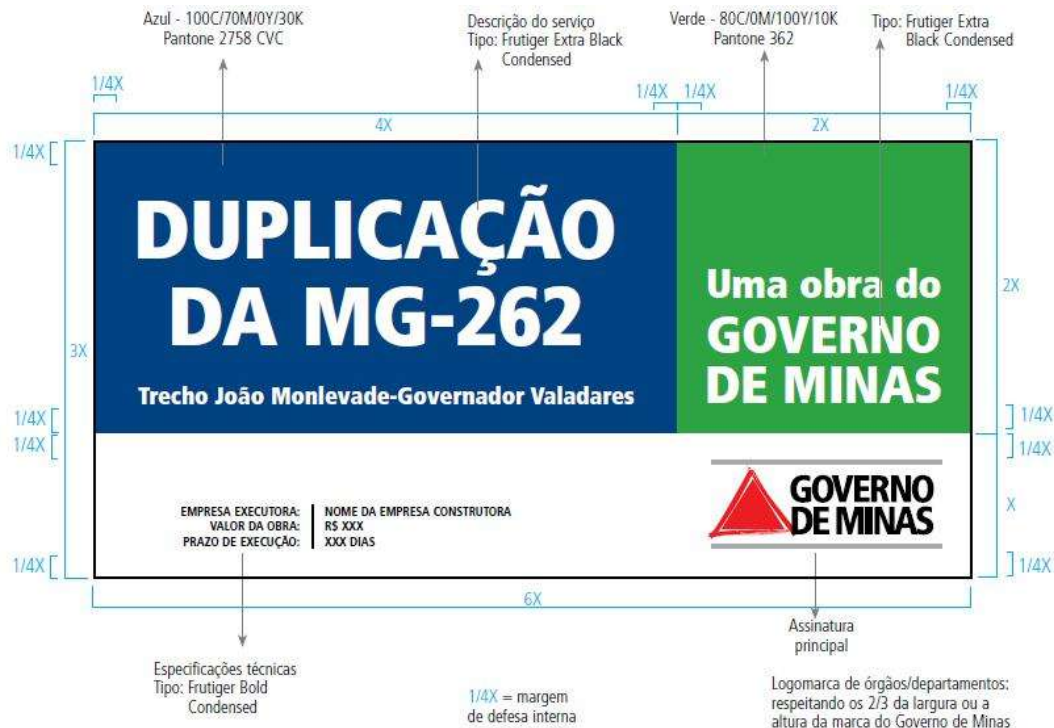 Azul - 100C/70M/0Y/30K
Pantone 2758 CVC
Descrição do serviço
Tipo: Frutiger Extra Black
Condensed
Verde - 80C/0M/100Y/10K
Pantone 362
Tipo: Frutiger Extra
Black Condensed
1/4X
1/4X
1/4X
1/4X
4X
2X
1/4X
DUPLICAÇÃO
DA MG-262
Trecho João Monlevade-Governador Valadares
Uma obra do
GOVERNO
DE MINAS
3X
2X
1/4X
1/4X
1/4X
1/4X
EMPRESA EXECUTORA: NOME DA EMPRESA CONSTRUTORA
VALOR DA OBRA: R$ XXX
PRAZO DE EXECUÇÃO: XXX DIAS
GOVERNO
DE MINAS
X
1/4X
1/4X
6X
Especificações técnicas
Tipo: Frutiger Bold
Condensed
1/4X = margem
de defesa interna
Assinatura
principal
Logomarca de órgãos/departamentos:
respeitando os 2/3 da largura ou a
altura da marca do Governo de Minas